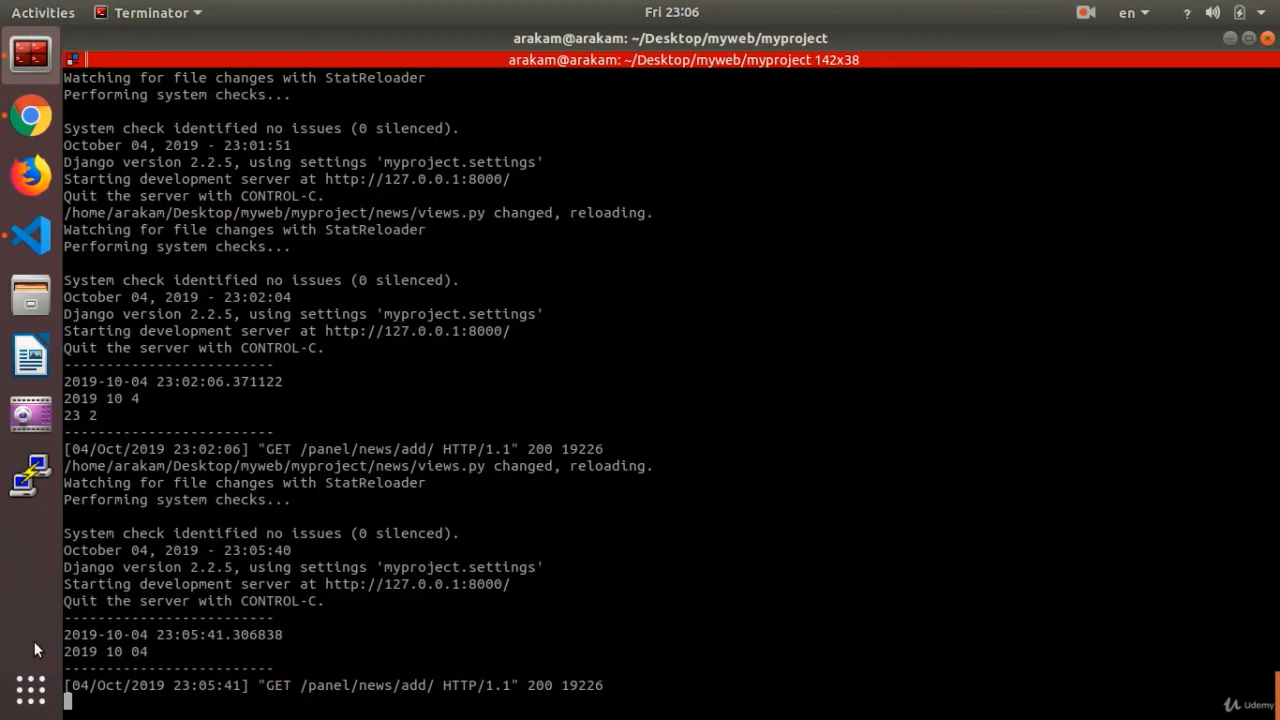 Activities Terminator Fri 23:06 en ?
arakam@arakam: ~/Desktop/myweb/myproject
arakam@arakam: ~/Desktop/myweb/myproject 142x38
Watching for file changes with StatReloader
Performing system checks...
System check identified no issues (0 silenced).
October 04, 2019 - 23:01:51
Django version 2.2.5, using settings 'myproject.settings'
Starting development server at http://127.0.0.1:8000/
Quit the server with CONTROL-C.
/home/arakam/Desktop/myweb/myproject/news/views.py changed, reloading.
Watching for file changes with StatReloader
Performing system checks...
System check identified no issues (0 silenced).
October 04, 2019 - 23:02:04
Django version 2.2.5, using settings 'myproject.settings'
Starting development server at http://127.0.0.1:8000/
Quit the server with CONTROL-C.
-------------------------
2019-10-04 23:02:06.371122
2019 10 4
23 2
-------------------------
[04/Oct/2019 23:02:06] "GET /panel/news/add/ HTTP/1.1" 200 19226
/home/arakam/Desktop/myweb/myproject/news/views.py changed, reloading.
Watching for file changes with StatReloader
Performing system checks...
System check identified no issues (0 silenced).
October 04, 2019 - 23:05:40
Django version 2.2.5, using settings 'myproject.settings'
Starting development server at http://127.0.0.1:8000/
Quit the server with CONTROL-C.
-------------------------
2019-10-04 23:05:41.306838
2019 10 04
-------------------------
[04/Oct/2019 23:05:41] "GET /panel/news/add/ HTTP/1.1" 200 19226
Udemy